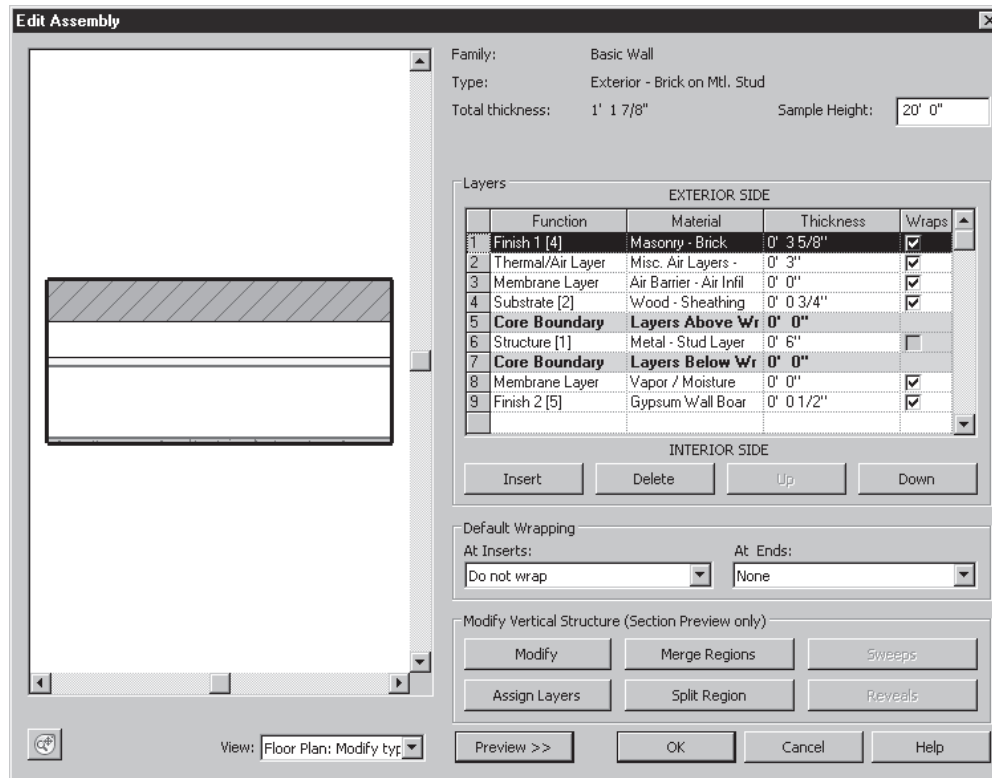 Edit Assembly
Family: Basic Wall
Type: Exterior - Brick on Mtl. Stud
Total thickness: 1' 1 7/8" Sample Height: 20' 0"
Layers
EXTERIOR SIDE
Function Material Thickness Wraps
1 Finish 1 [4] Masonry - Brick 0' 3 5/8"
2 Thermal/Air Layer Misc. Air Layers - 0' 3"
3 Membrane Layer Air Barrier - Air Infil 0' 0"
4 Substrate [2] Wood - Sheathing 0' 0 3/4"
5 Core Boundary Layers Above Wr 0' 0"
6 Structure [1] Metal - Stud Layer 0' 6"
7 Core Boundary Layers Below Wr 0' 0"
8 Membrane Layer Vapor / Moisture 0' 0"
9 Finish 2 [5] Gypsum Wall Boar 0' 0 1/2"
INTERIOR SIDE
Insert Delete Up Down
Default Wrapping
At Inserts: At Ends:
Do not wrap None
Modify Vertical Structure (Section Preview only)
Modify Merge Regions Sweeps
Assign Layers Split Region Reveals
View: Floor Plan: Modify typ Preview >> OK Cancel Help